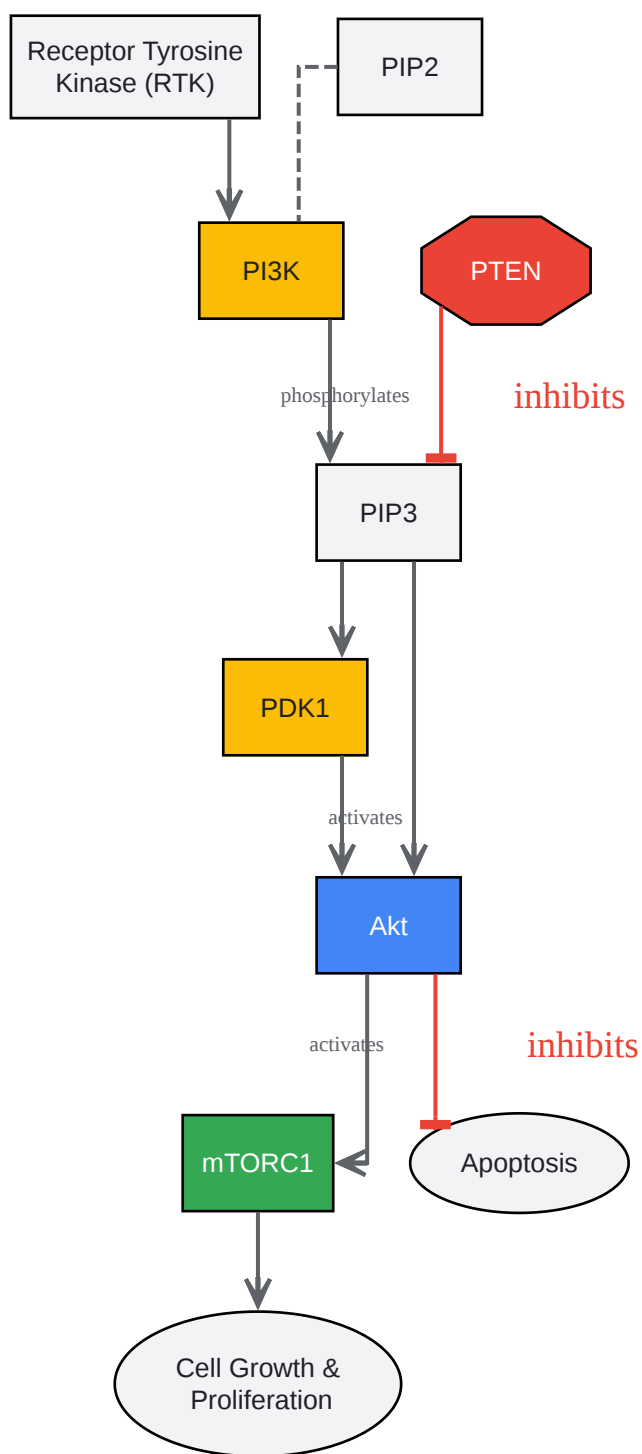 Receptor Tyrosine
Kinase (RTK)
PIP2
PI3K
PTEN
phosphorylates
inhibits
PIP3
PDK1
activates
Akt
activates
inhibits
mTORC1
Apoptosis
Cell Growth &
Proliferation